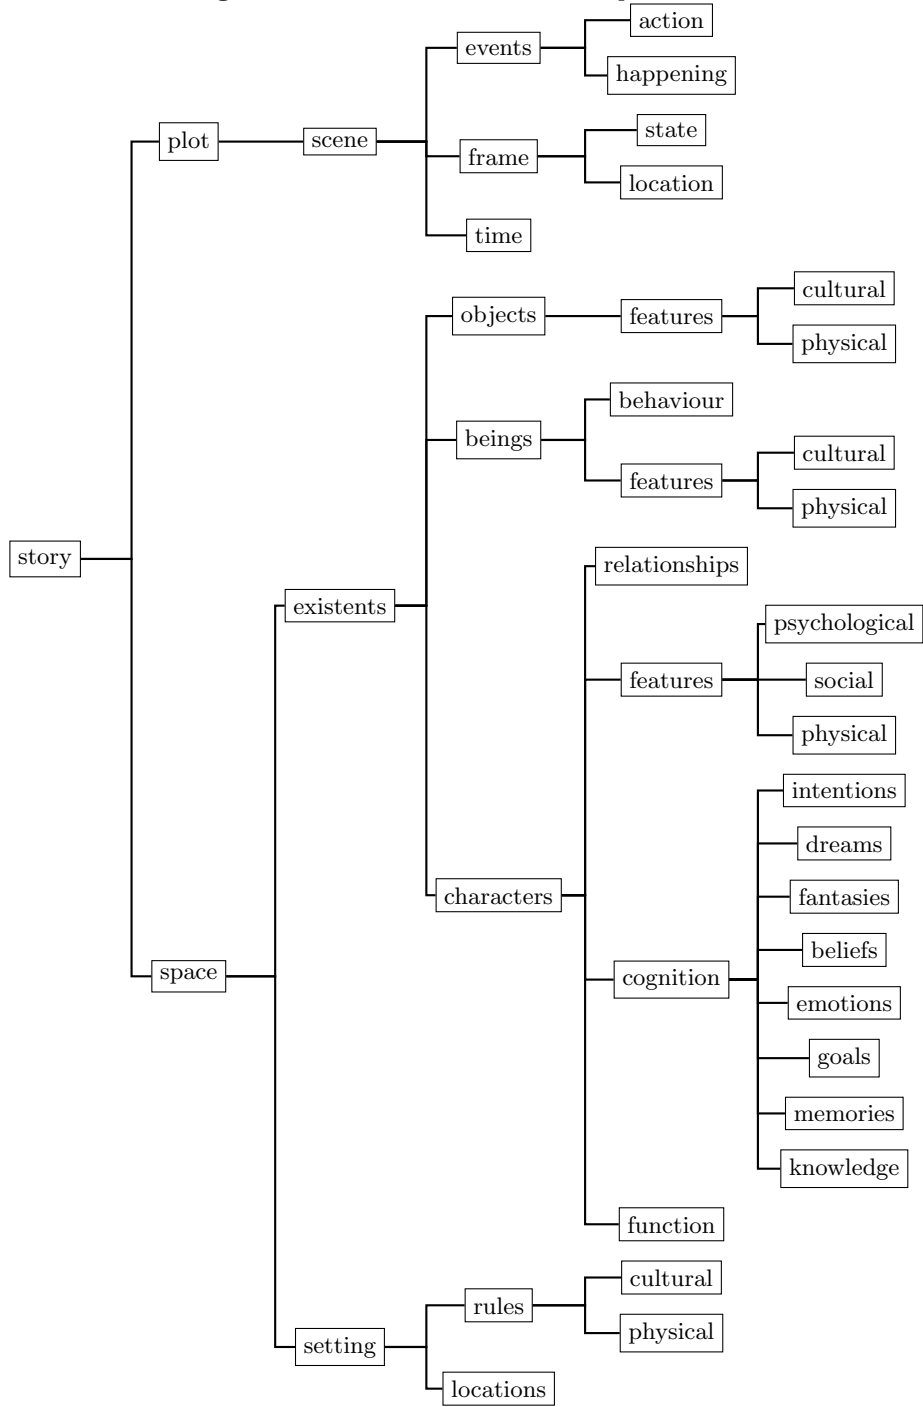 action
events
happening
state
plot
scene
frame
location
time
cultural
objects
features
physical
behaviour
beings
cultural
features
physical
story
relationships
existents
psychological
features
social
physical
intentions
dreams
characters
fantasies
beliefs
space
cognition
emotions
goals
memories
knowledge
function
cultural
rules
physical
setting
locations